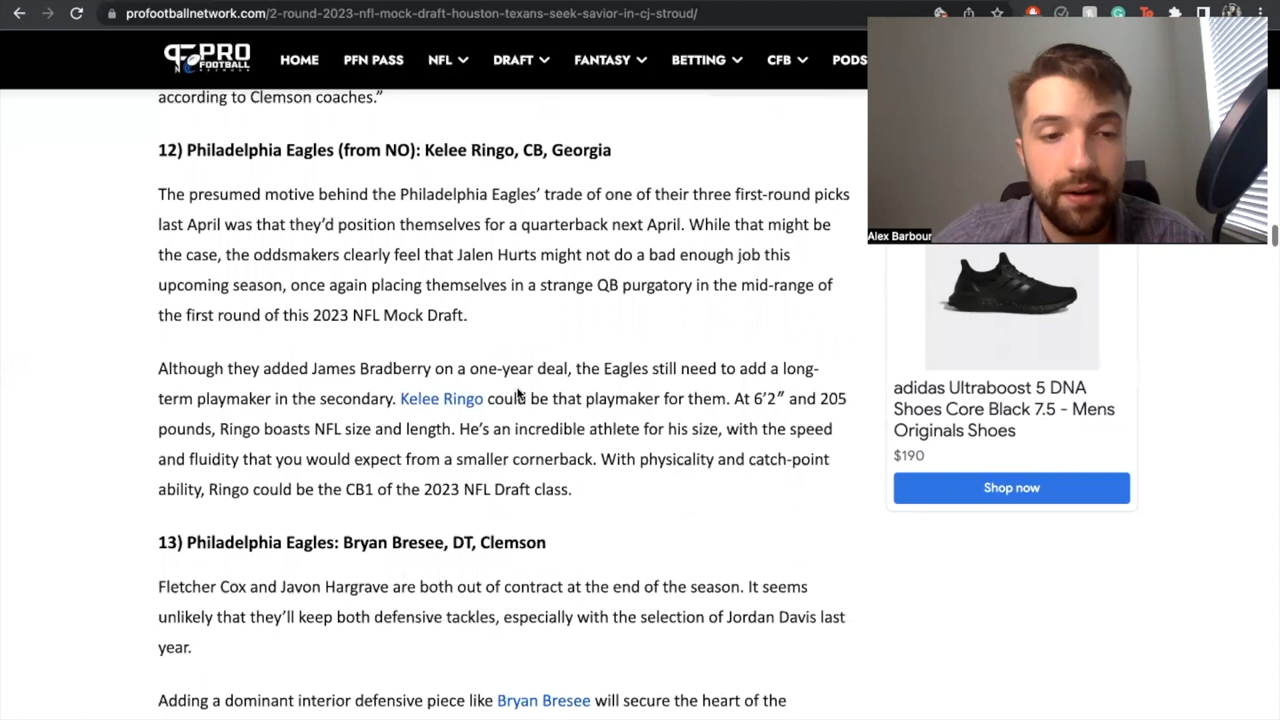 profootballnetwork.com/2-round-2023-nfl-mock-draft-houston-texans-seek-savior-in-cj-stroud/
PRO
FOOTBALL
NETWORK
HOME
PFN PASS
NFL
DRAFT
FANTASY
BETTING
CFB
PODS
according to Clemson coaches.”
12) Philadelphia Eagles (from NO): Kelee Ringo, CB, Georgia
The presumed motive behind the Philadelphia Eagles’ trade of one of their three first-round picks
last April was that they’d position themselves for a quarterback next April. While that might be
the case, the oddsmakers clearly feel that Jalen Hurts might not do a bad enough job this
upcoming season, once again placing themselves in a strange QB purgatory in the mid-range of
the first round of this 2023 NFL Mock Draft.
Although they added James Bradberry on a one-year deal, the Eagles still need to add a long-
term playmaker in the secondary. Kelee Ringo could be that playmaker for them. At 6’2″ and 205
pounds, Ringo boasts NFL size and length. He’s an incredible athlete for his size, with the speed
and fluidity that you would expect from a smaller cornerback. With physicality and catch-point
ability, Ringo could be the CB1 of the 2023 NFL Draft class.
13) Philadelphia Eagles: Bryan Bresee, DT, Clemson
Fletcher Cox and Javon Hargrave are both out of contract at the end of the season. It seems
unlikely that they’ll keep both defensive tackles, especially with the selection of Jordan Davis last
year.
Adding a dominant interior defensive piece like Bryan Bresee will secure the heart of the
Alex Barbour
adidas Ultraboost 5 DNA
Shoes Core Black 7.5 - Mens
Originals Shoes
$190
Shop now